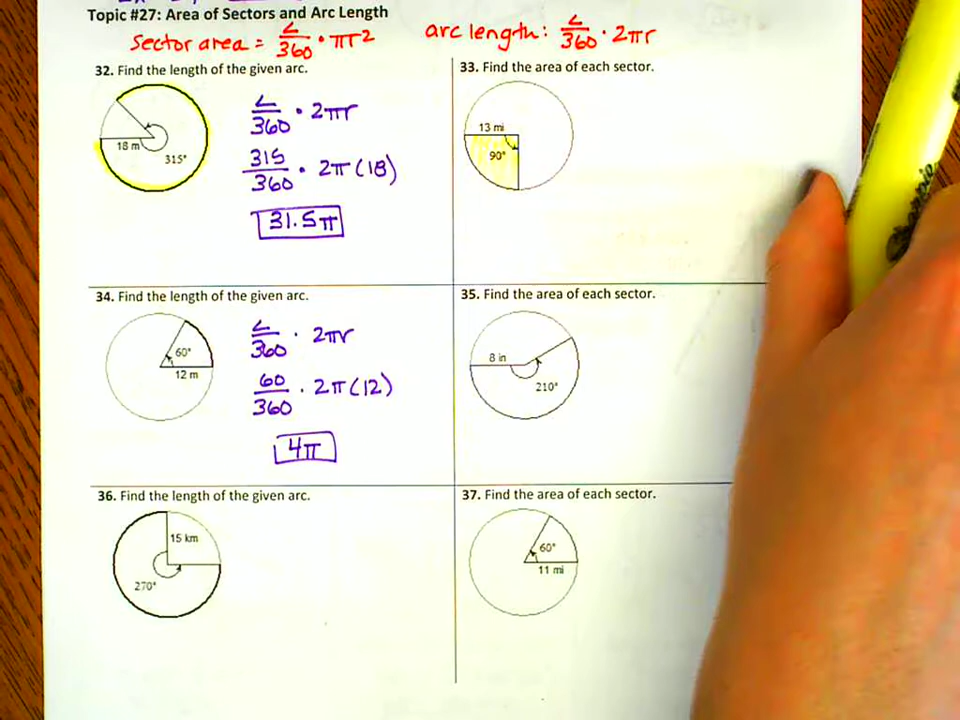 Topic #27: Area of Sectors and Arc Length
sector area = ∠/360 · πr²
arc length: ∠/360 · 2πr
32. Find the length of the given arc.
18 m
315°
∠/360 · 2πr
315/360 · 2π(18)
31.5π
33. Find the area of each sector.
13 mi
90°
34. Find the length of the given arc.
60°
12 m
∠/360 · 2πr
60/360 · 2π(12)
4π
35. Find the area of each sector.
8 in
210°
36. Find the length of the given arc.
15 km
270°
37. Find the area of each sector.
60°
11 mi
Sharpie